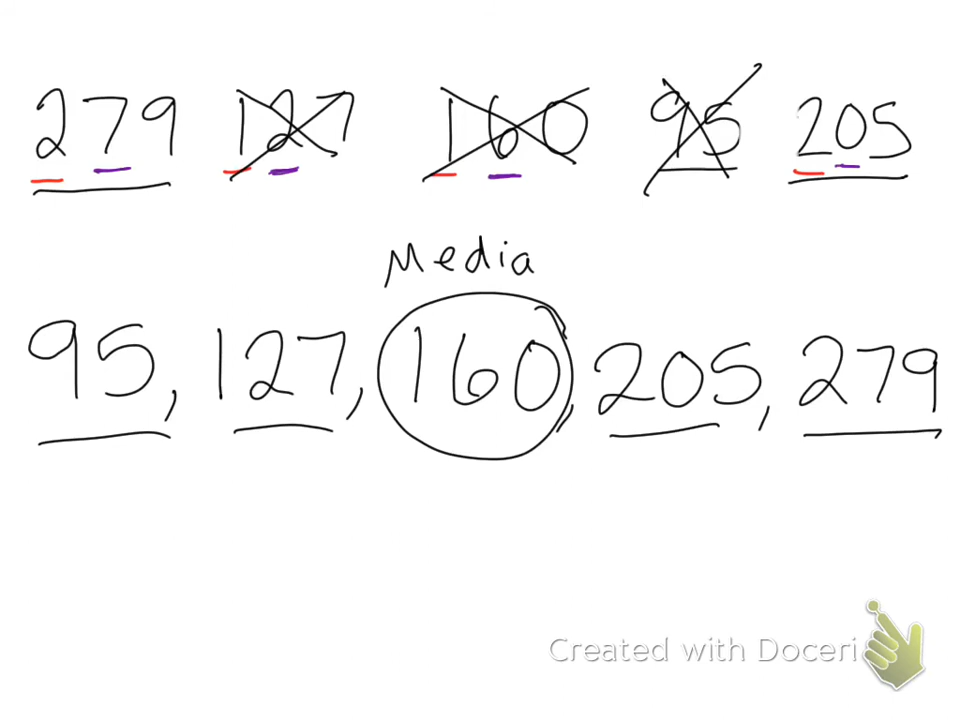 279 127 160 95 205
Media
95, 127, 160, 205, 279
Created with Doceri